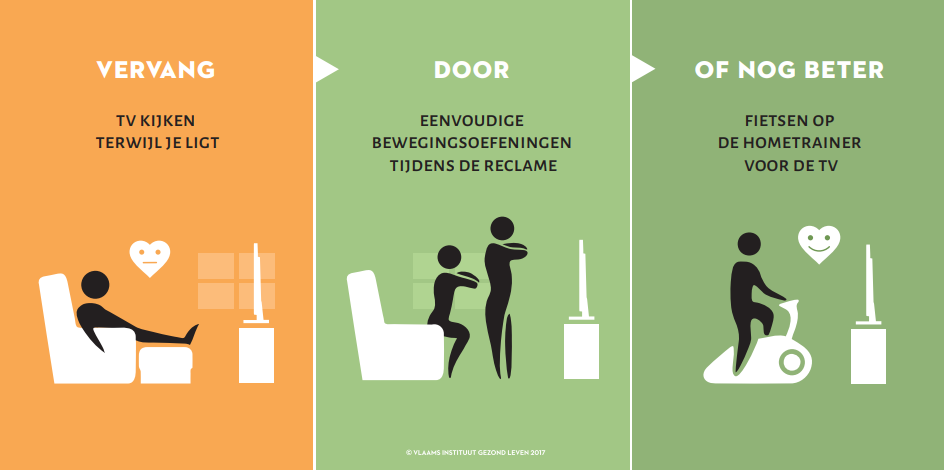 VERVANG
TV KIJKEN
TERWIJL JE LIGT
DOOR
EENVOUDIGE
BEWEGINGSOEFENINGEN
TIJDENS DE RECLAME
OF NOG BETER
FIETSEN OP
DE HOMETRAINER
VOOR DE TV
© VLAAMS INSTITUUT GEZOND LEVEN 2017